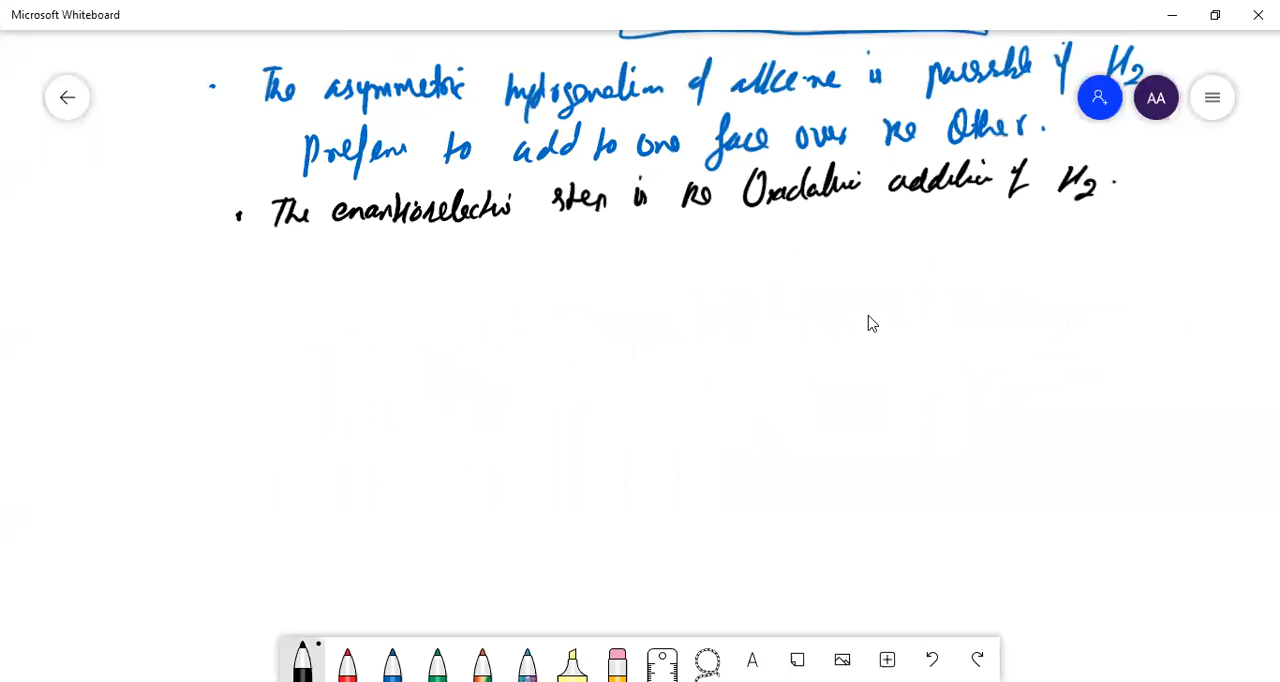 Microsoft Whiteboard
· The asymmetric hydrogenation of alkene is possible if H2
prefers to add to one face over the other.
AA
· The enantioselective step is the Oxidative addition of H2.
A